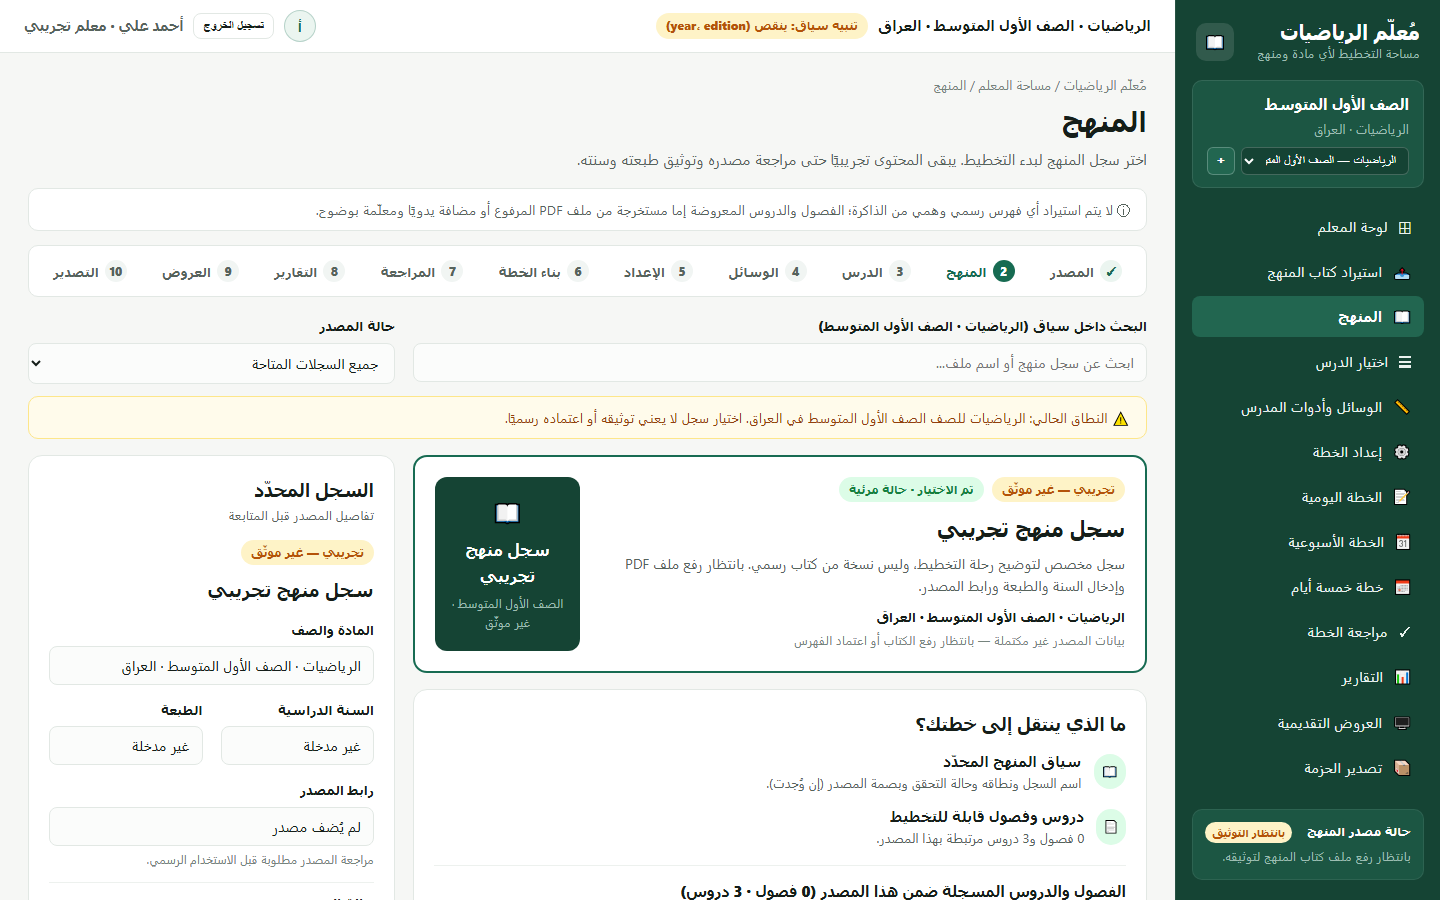 مُعلّم الرياضيات
مساحة التخطيط لأي مادة ومنهج
الصف الأول المتوسط
الرياضيات · العراق
الرياضيات — الصف الأول المتو
+
لوحة المعلم
استيراد كتاب المنهج
المنهج
اختيار الدرس
الوسائل وأدوات المدرس
إعداد الخطة
الخطة اليومية
الخطة الأسبوعية
خطة خمسة أيام
مراجعة الخطة
التقارير
العروض التقديمية
تصدير الحزمة
حالة مصدر المنهج
بانتظار التوثيق
بانتظار رفع ملف كتاب المنهج لتوثيقه.
الرياضيات • الصف الأول المتوسط • العراق
تنبيه سياق: ينقص (year، edition)
أ
تسجيل الخروج
أحمد علي • معلم تجريبي
مُعلّم الرياضيات / مساحة المعلم / المنهج
المنهج
اختر سجل المنهج لبدء التخطيط. يبقى المحتوى تجريبيًا حتى مراجعة مصدره وتوثيق طبعته وسنته.
ⓘ لا يتم استيراد أي فهرس رسمي وهمي من الذاكرة؛ الفصول والدروس المعروضة إما مستخرجة من ملف PDF المرفوع أو مضافة يدويًا ومعلّمة بوضوح.
✓ المصدر
2 المنهج
3 الدرس
4 الوسائل
5 الإعداد
6 بناء الخطة
7 المراجعة
8 التقارير
9 العروض
10 التصدير
البحث داخل سياق (الرياضيات • الصف الأول المتوسط)
ابحث عن سجل منهج أو اسم ملف...
حالة المصدر
جميع السجلات المتاحة
⚠ النطاق الحالي: الرياضيات للصف الصف الأول المتوسط في العراق. اختيار سجل لا يعني توثيقه أو اعتماده رسميًا.
تجريبي — غير موثّق
تم الاختيار • حالة مرئية
سجل منهج تجريبي
سجل مخصص لتوضيح رحلة التخطيط، وليس نسخة من كتاب رسمي. بانتظار رفع ملف PDF
وإدخال السنة والطبعة ورابط المصدر.
الرياضيات • الصف الأول المتوسط • العراق
بيانات المصدر غير مكتملة — بانتظار رفع الكتاب أو اعتماد الفهرس
سجل منهج
تجريبي
الصف الأول المتوسط ·
غير موثّق
ما الذي ينتقل إلى خطتك؟
سياق المنهج المحدّد
اسم السجل ونطاقه وحالة التحقق وبصمة المصدر (إن وُجدت).
دروس وفصول قابلة للتخطيط
0 فصول و3 دروس مرتبطة بهذا المصدر.
الفصول والدروس المسجلة ضمن هذا المصدر (0 فصول • 3 دروس)
السجل المحدّد
تفاصيل المصدر قبل المتابعة
تجريبي — غير موثّق
سجل منهج تجريبي
المادة والصف
الرياضيات · الصف الأول المتوسط · العراق
السنة الدراسية
غير مدخلة
الطبعة
غير مدخلة
رابط المصدر
لم يُضف مصدر
مراجعة المصدر مطلوبة قبل الاستخدام الرسمي.